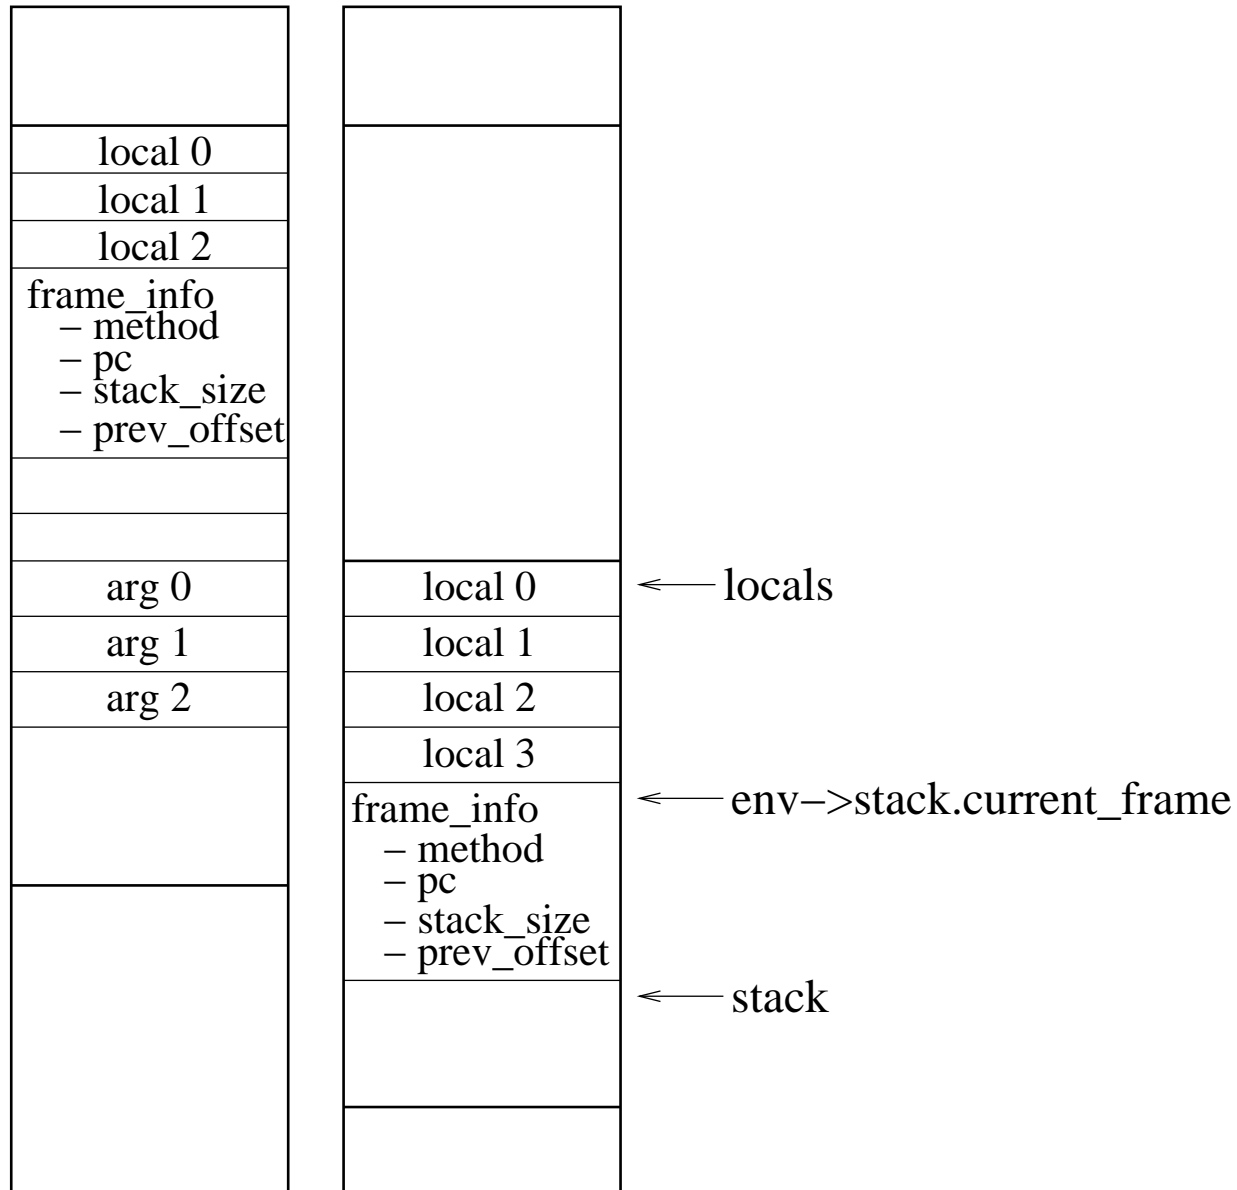 local 0
local 1
local 2
frame_info
– method
– pc
– stack_size
– prev_offset
arg 0
arg 1
arg 2
local 0
local 1
local 2
local 3
frame_info
– method
– pc
– stack_size
– prev_offset
locals
env–>stack.current_frame
stack